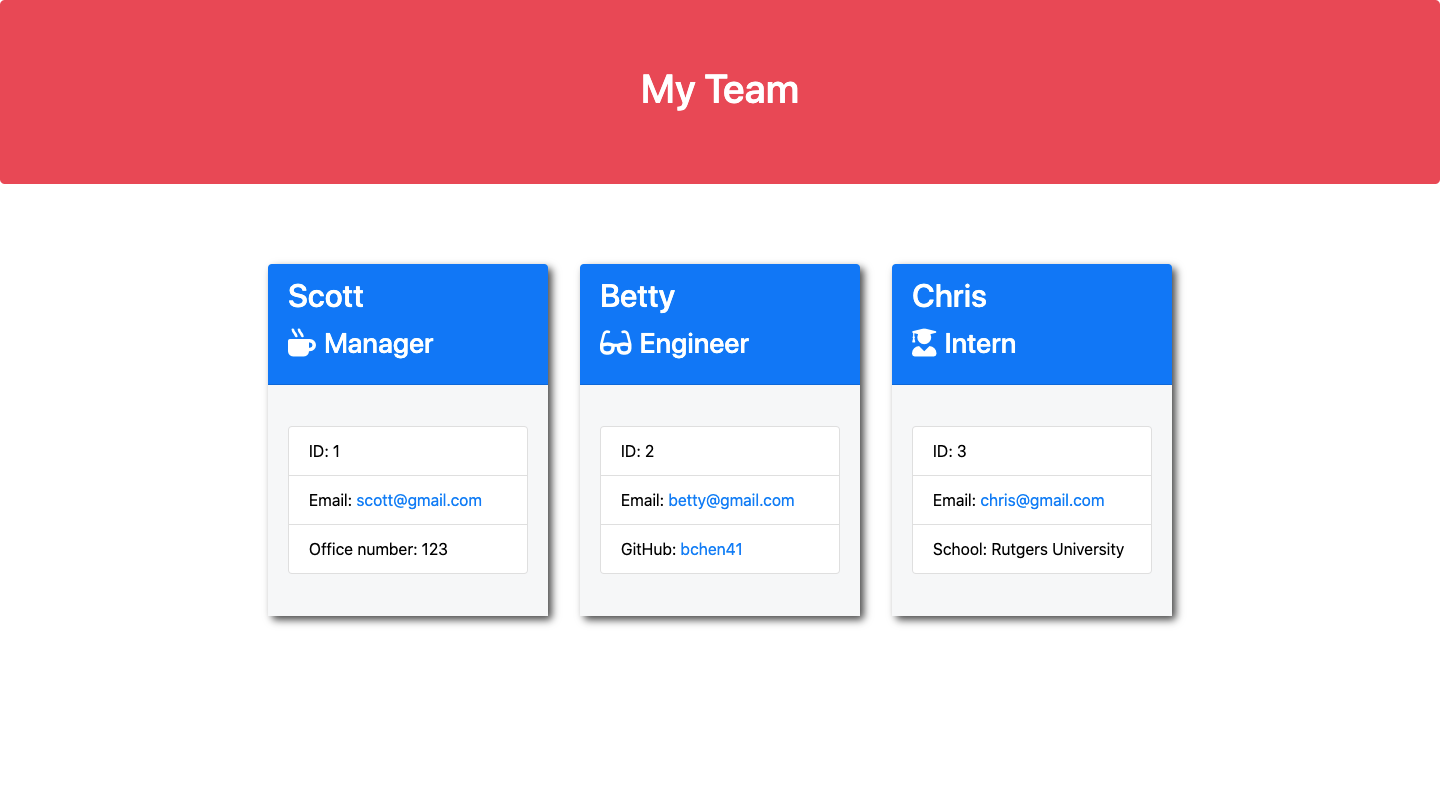 My Team
Scott
Manager
ID: 1
Email: scott@gmail.com
Office number: 123
Betty
Engineer
ID: 2
Email: betty@gmail.com
GitHub: bchen41
Chris
Intern
ID: 3
Email: chris@gmail.com
School: Rutgers University